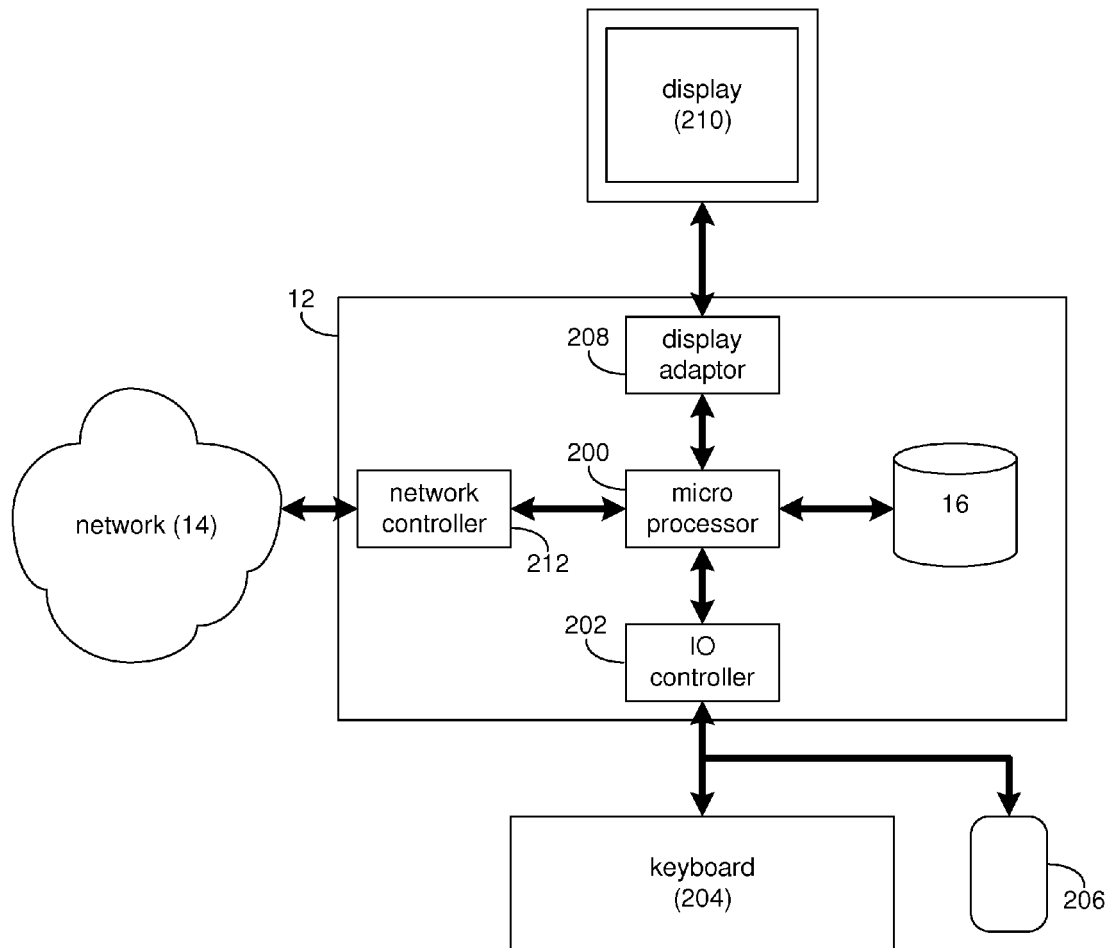 display
(210)
12
208
display
adaptor
200
network
controller
micro
processor
16
network (14)
212
202
IO
controller
keyboard
(204)
206